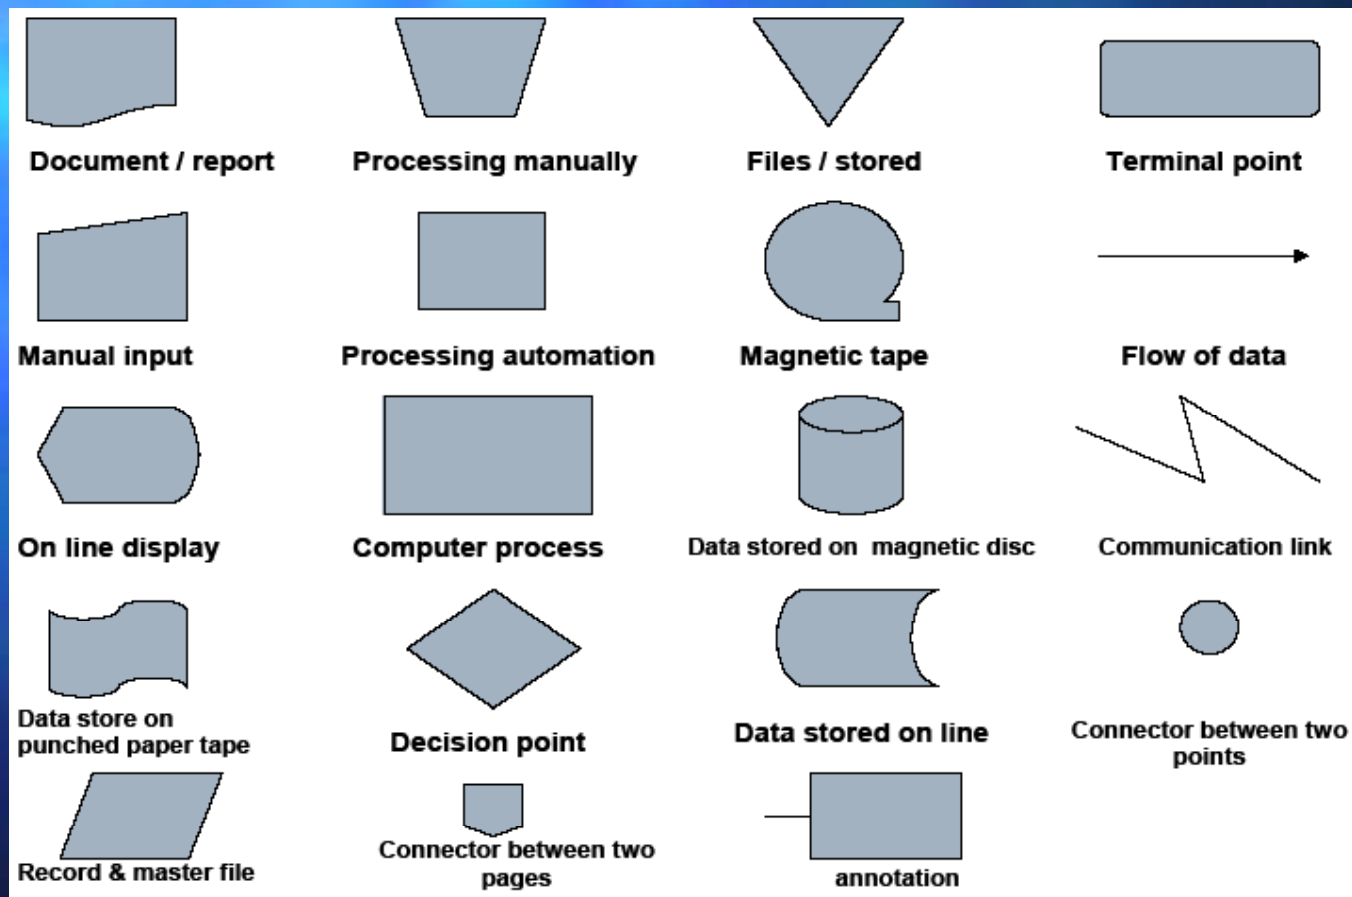 Document / report
Processing manually
Files / stored
Terminal point
Manual input
Processing automation
Magnetic tape
Flow of data
On line display
Computer process
Data stored on magnetic disc
Communication link
Data store on
punched paper tape
Decision point
Data stored on line
Connector between two
points
Record & master file
Connector between two
pages
annotation